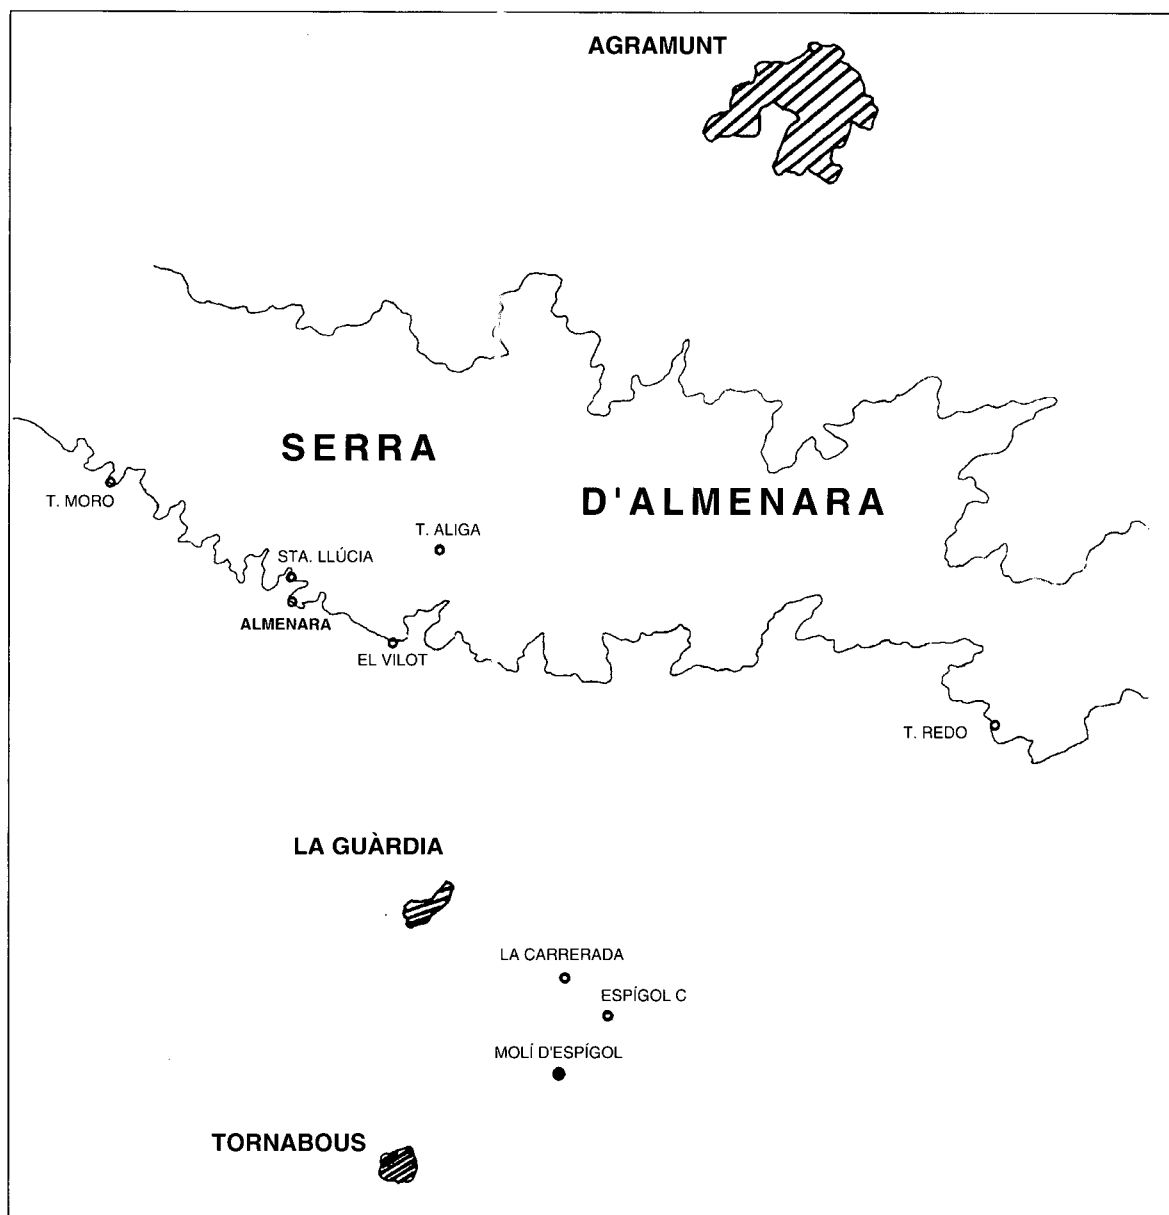 AGRAMUNT
SERRA
D'ALMENARA
T. MORO
T. ALIGA
STA. LLÚCIA
ALMENARA
EL VILOT
T. REDO
LA GUÀRDIA
LA CARRERADA
ESPÍGOL C
MOLÍ D'ESPÍGOL
TORNABOUS